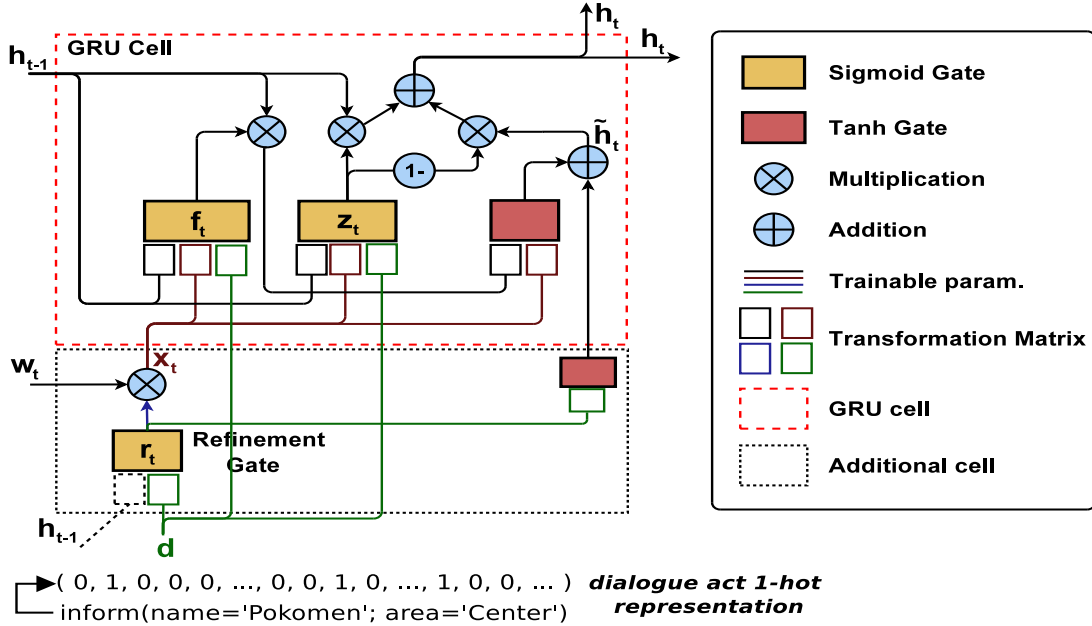 h_t
h_t
GRU Cell
h_{t-1}
1-
h̃_t
f_t
z_t
w_t
x_t
Refinement
Gate
r_t
h_{t-1}
d
( 0, 1, 0, 0, 0, ..., 0, 0, 1, 0, ..., 1, 0, 0, ... )
inform(name='Pokomen'; area='Center')
dialogue act 1-hot
representation
Sigmoid Gate
Tanh Gate
Multiplication
Addition
Trainable param.
Transformation Matrix
GRU cell
Additional cell